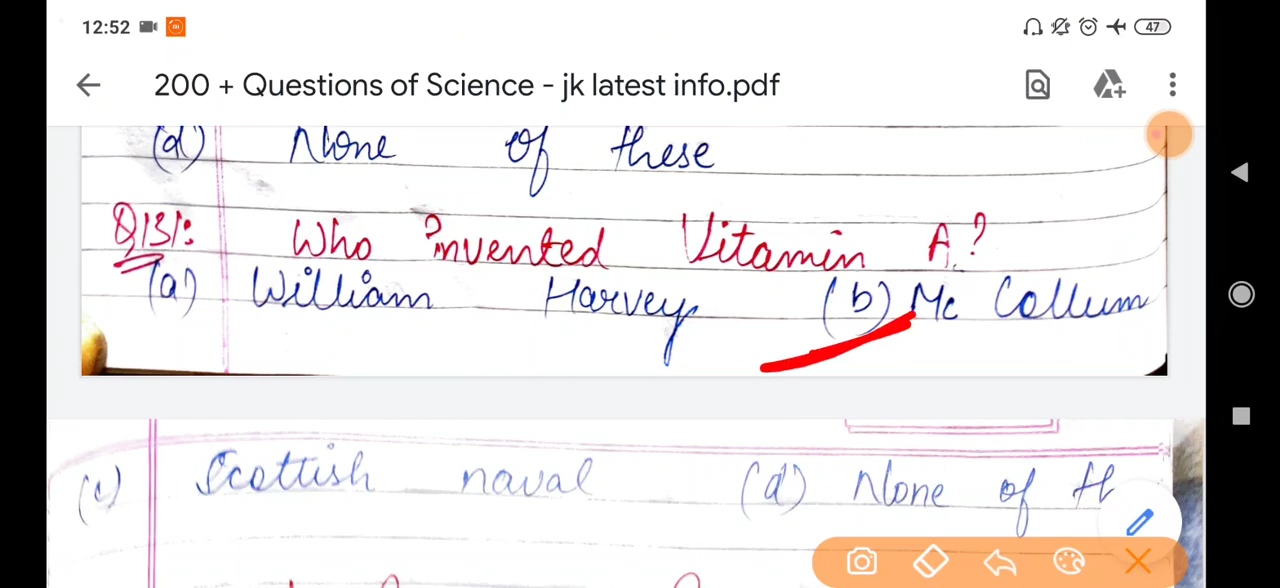 12:52
47
200 + Questions of Science - jk latest info.pdf
(d) None of these
Q131: Who invented Vitamin A?
(a) William Harvey (b) Mc Collum
(c) Scottish naval (d) None of